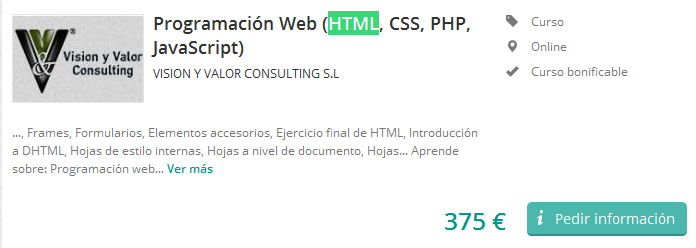 Vision y Valor
Consulting
Programación Web (HTML, CSS, PHP,
JavaScript)
VISION Y VALOR CONSULTING S.L
Curso
Online
Curso bonificable
..., Frames, Formularios, Elementos accesorios, Ejercicio final de HTML, Introducción
a DHTML, Hojas de estilo internas, Hojas a nivel de documento, Hojas... Aprende
sobre: Programación web... Ver más
375 €
i Pedir información